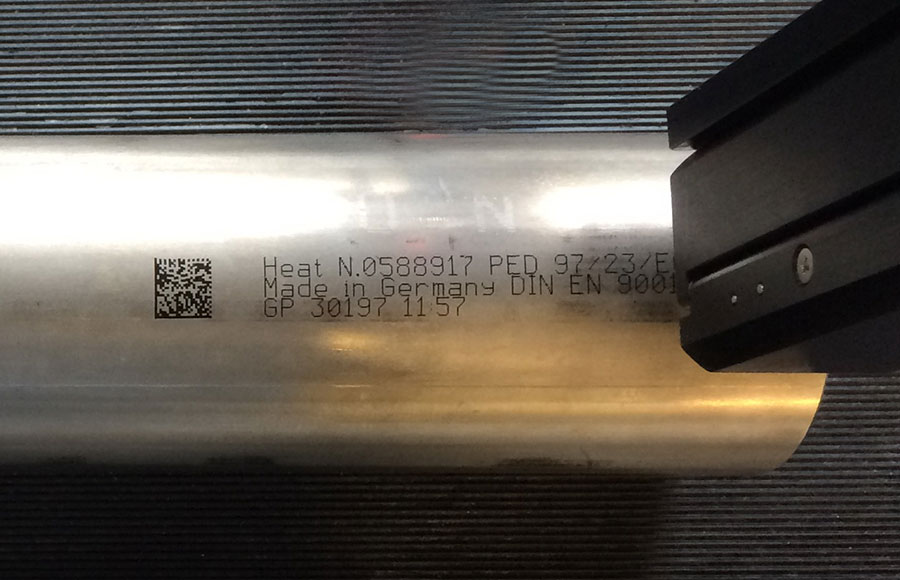 Heat N.0588917 PED 97/23/E
Made in Germany DIN EN 9001
GP 30197 11:57